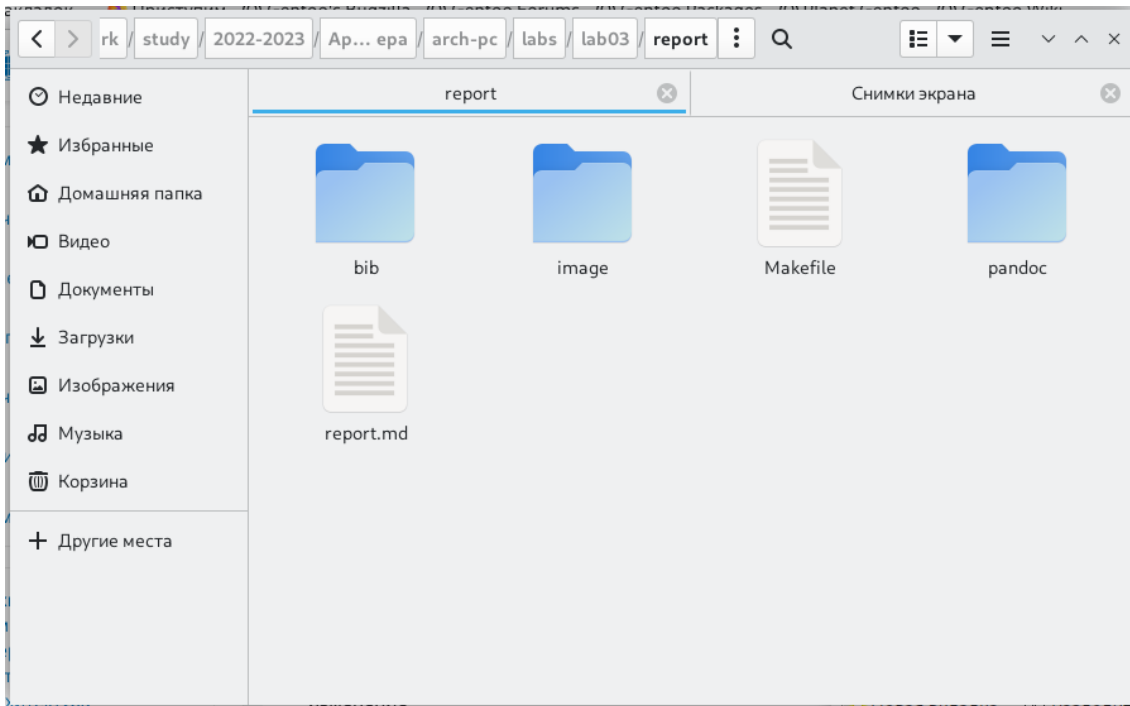 rk / study / 2022-2023 / Ар... ера / arch-pc / labs / lab03 / report
Недавние
Избранные
Домашняя папка
Видео
Документы
Загрузки
Изображения
Музыка
Корзина
Другие места
report
Снимки экрана
bib
image
Makefile
pandoc
report.md